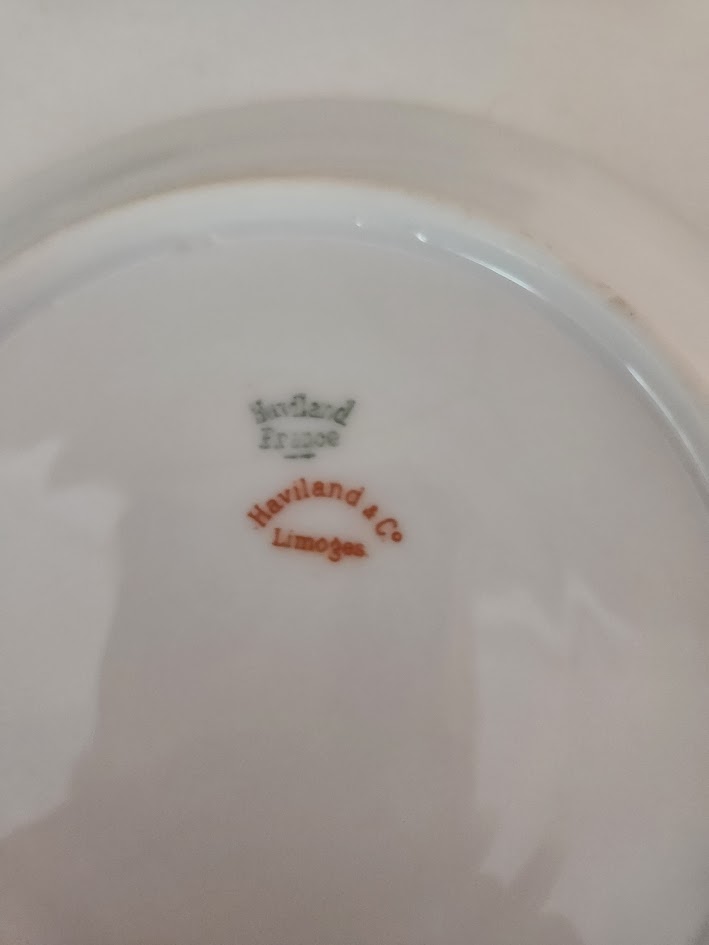 Haviland
France
Haviland & Cº
Limoges